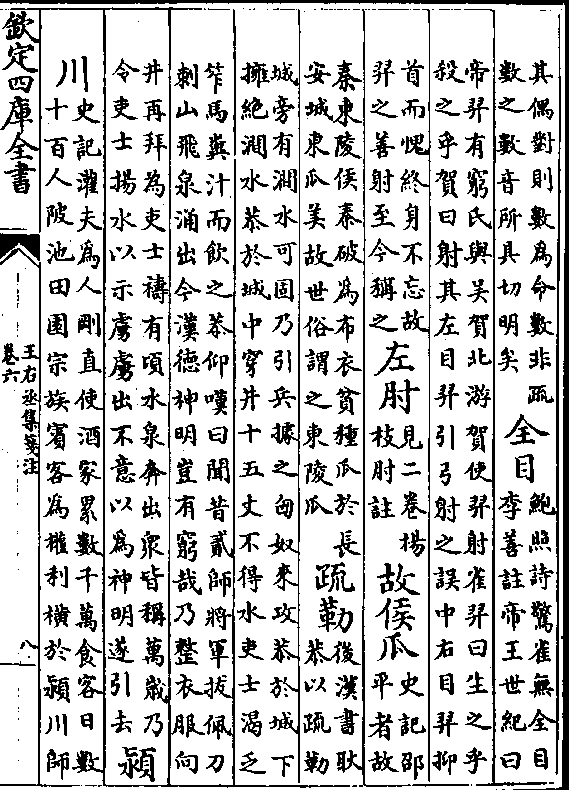 其偶對則數爲命數非疏
數之數音所具切明矣
全目
鮑照詩驚雀無全目
李善註帝王世紀曰
帝羿有窮氏與吴賀北游賀使羿射雀羿曰生之乎
殺之乎賀曰射其左目羿引弓射之誤中右目羿抑
首而愧終身不忘故
羿之善射至今稱之
左肘
見二卷楊
枝肘註
故侯瓜
史記邵
平者故
秦東陵侯秦破爲布衣貧種瓜於長
安城東瓜美故世俗謂之東陵瓜
疏勒
後漢書耿
恭以疏勒
城旁有澗水可固乃引兵據之匈奴來攻恭於城下
擁絶澗水恭於城中穿井十五丈不得水吏士渴乏
笮馬糞汁而飲之恭仰嘆曰聞昔貳師將軍拔佩刀
刺山飛泉涌出今漢德神明豈有窮哉乃整衣服向
井再拜為吏士禱有頃水泉奔出衆皆稱萬歳乃
令吏士揚水以示虜虜出不意以為神明遂引去
潁
川
史記灌夫爲人剛直使酒家累數千萬食客日數
十百人陂池田園宗族賓客為權利橫於潁川師
欽定四庫全書
王右丞集箋注
卷六
八